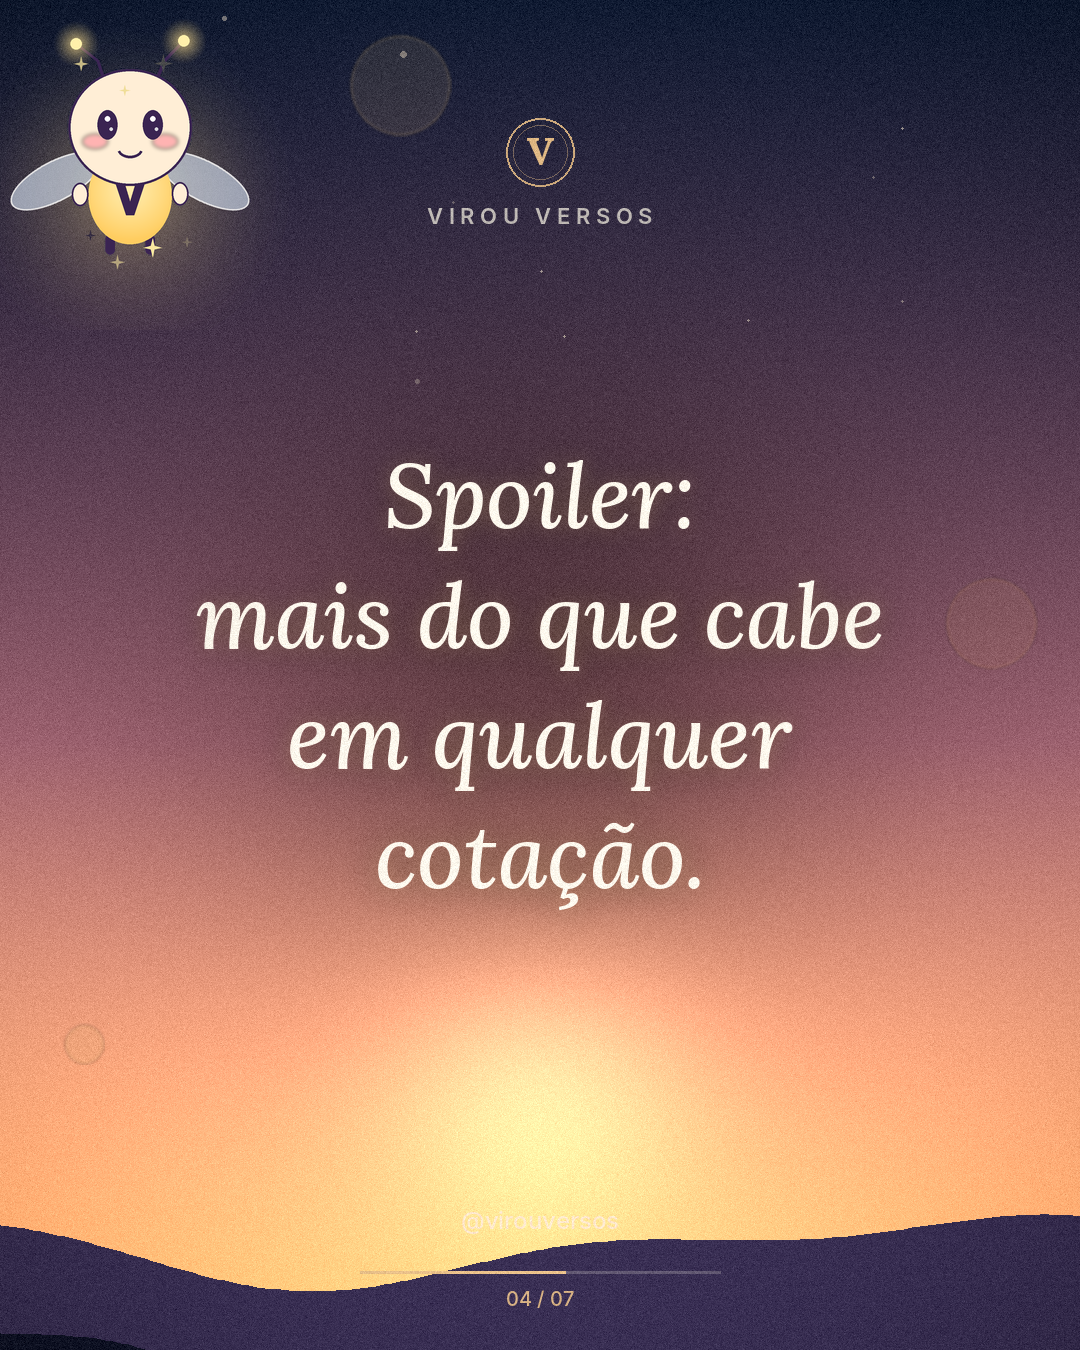 V
VIROU VERSOS
V
Spoiler:
mais do que cabe
em qualquer
cotação.
@virouversos
04 / 07